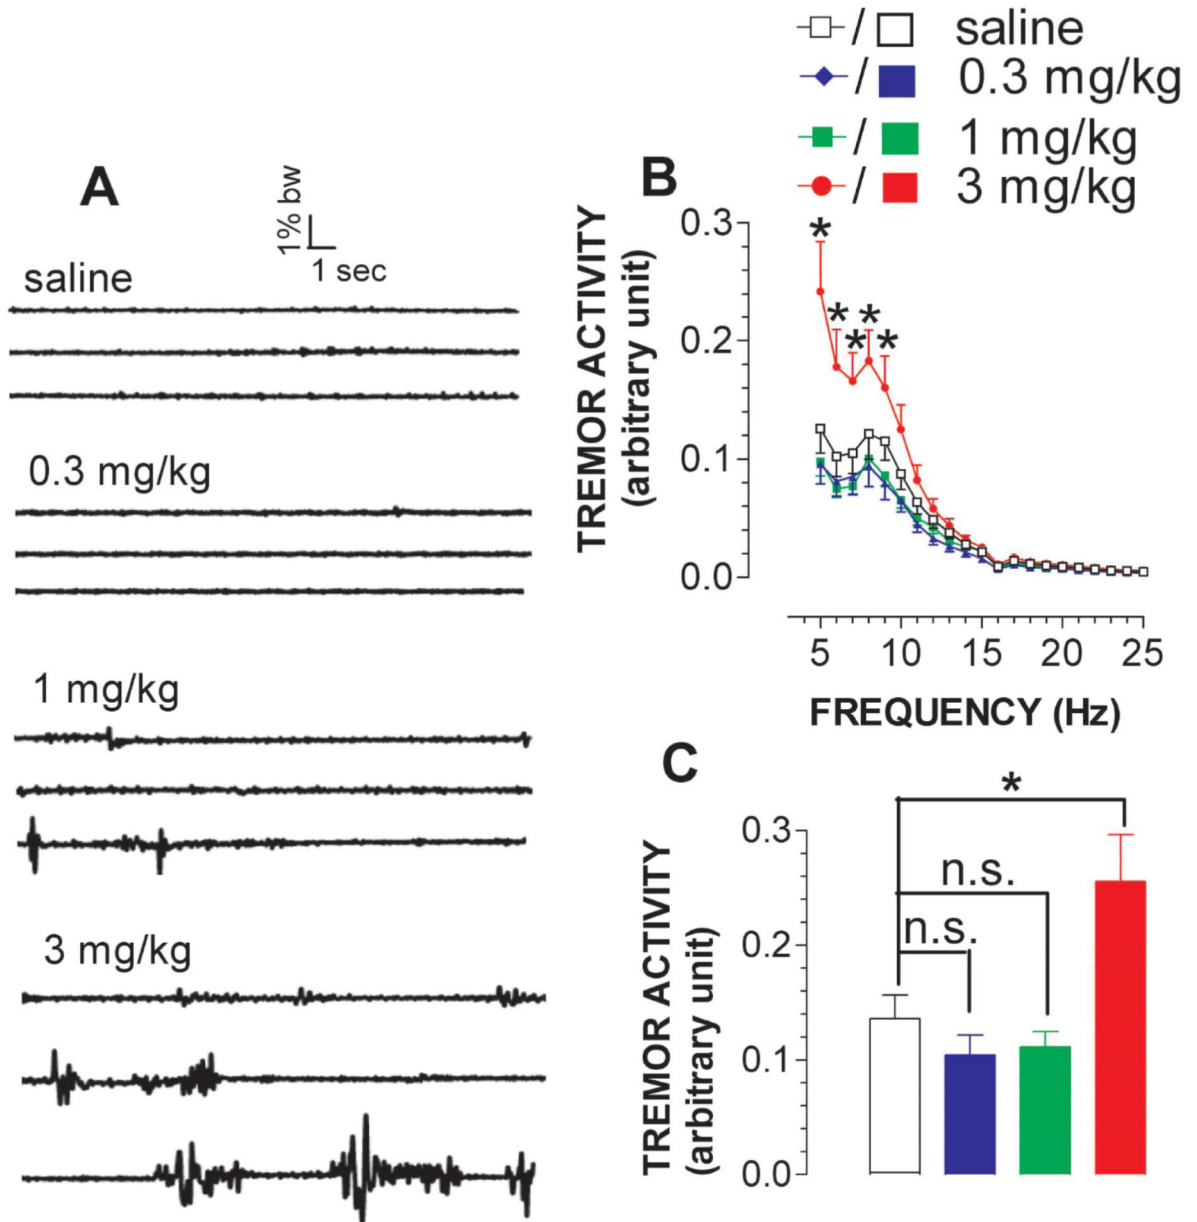 / saline
/ 0.3 mg/kg
/ 1 mg/kg
/ 3 mg/kg
A
1% bw
1 sec
saline
0.3 mg/kg
1 mg/kg
3 mg/kg
B
TREMOR ACTIVITY
(arbitrary unit)
0.3
0.2
0.1
0.0
*
* *
* *
5 10 15 20 25
FREQUENCY (Hz)
C
TREMOR ACTIVITY
(arbitrary unit)
0.3
0.2
0.1
0.0
*
n.s.
n.s.